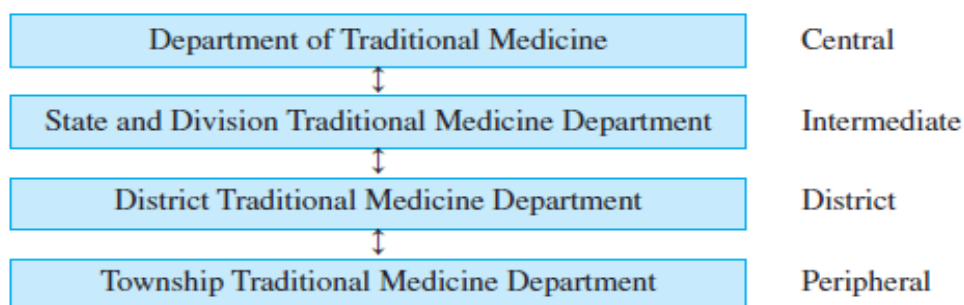 Department of Traditional Medicine Central
↕
State and Division Traditional Medicine Department Intermediate
↕
District Traditional Medicine Department District
↕
Township Traditional Medicine Department Peripheral